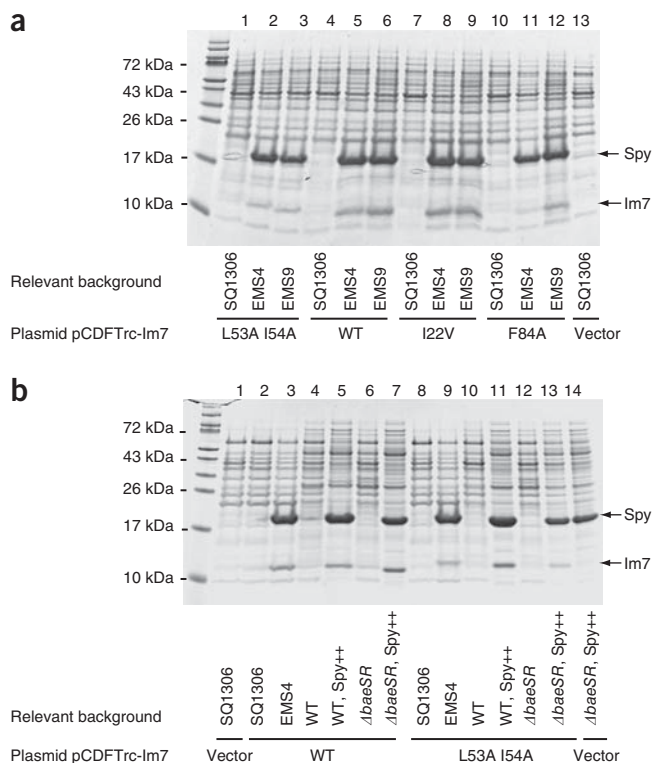 a
1 2 3 4 5 6 7 8 9 10 11 12 13
72 kDa
43 kDa
26 kDa
17 kDa
Spy
10 kDa
Im7
Relevant background
SQ1306 EMS4 EMS9 SQ1306 EMS4 EMS9 SQ1306 EMS4 EMS9 SQ1306 EMS4 EMS9 SQ1306
Plasmid pCDFTrc-Im7 L53A I54A WT I22V F84A Vector
b
1 2 3 4 5 6 7 8 9 10 11 12 13 14
72 kDa
43 kDa
26 kDa
Spy
17 kDa
Im7
10 kDa
Relevant background
SQ1306 SQ1306 EMS4 WT WT, Spy++ ΔbaeSR ΔbaeSR, Spy++ SQ1306 EMS4 WT WT, Spy++ ΔbaeSR ΔbaeSR, Spy++ ΔbaeSR, Spy++
Plasmid pCDFTrc-Im7 Vector WT L53A I54A Vector